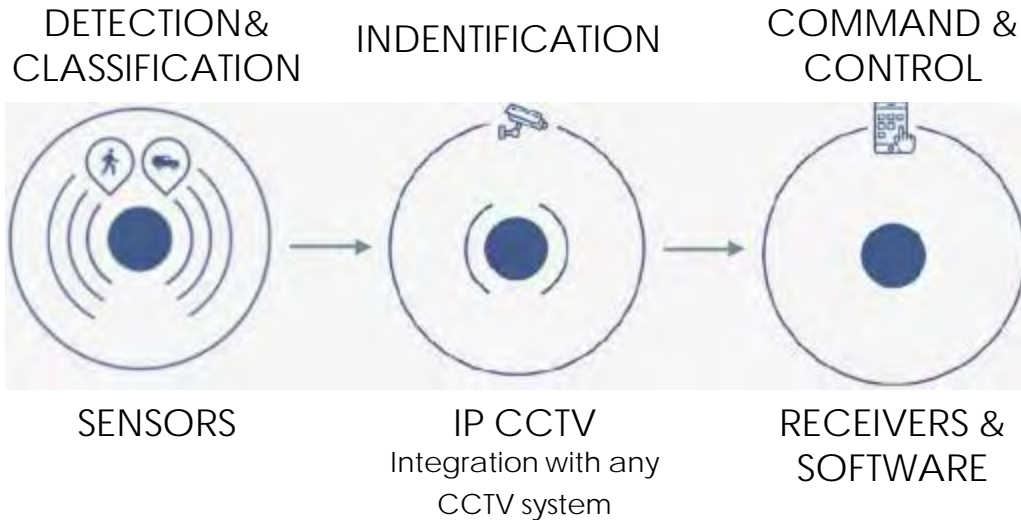 DETECTION&
CLASSIFICATION
INDENTIFICATION
COMMAND &
CONTROL
SENSORS
IP CCTV
Integration with any
CCTV system
RECEIVERS &
SOFTWARE